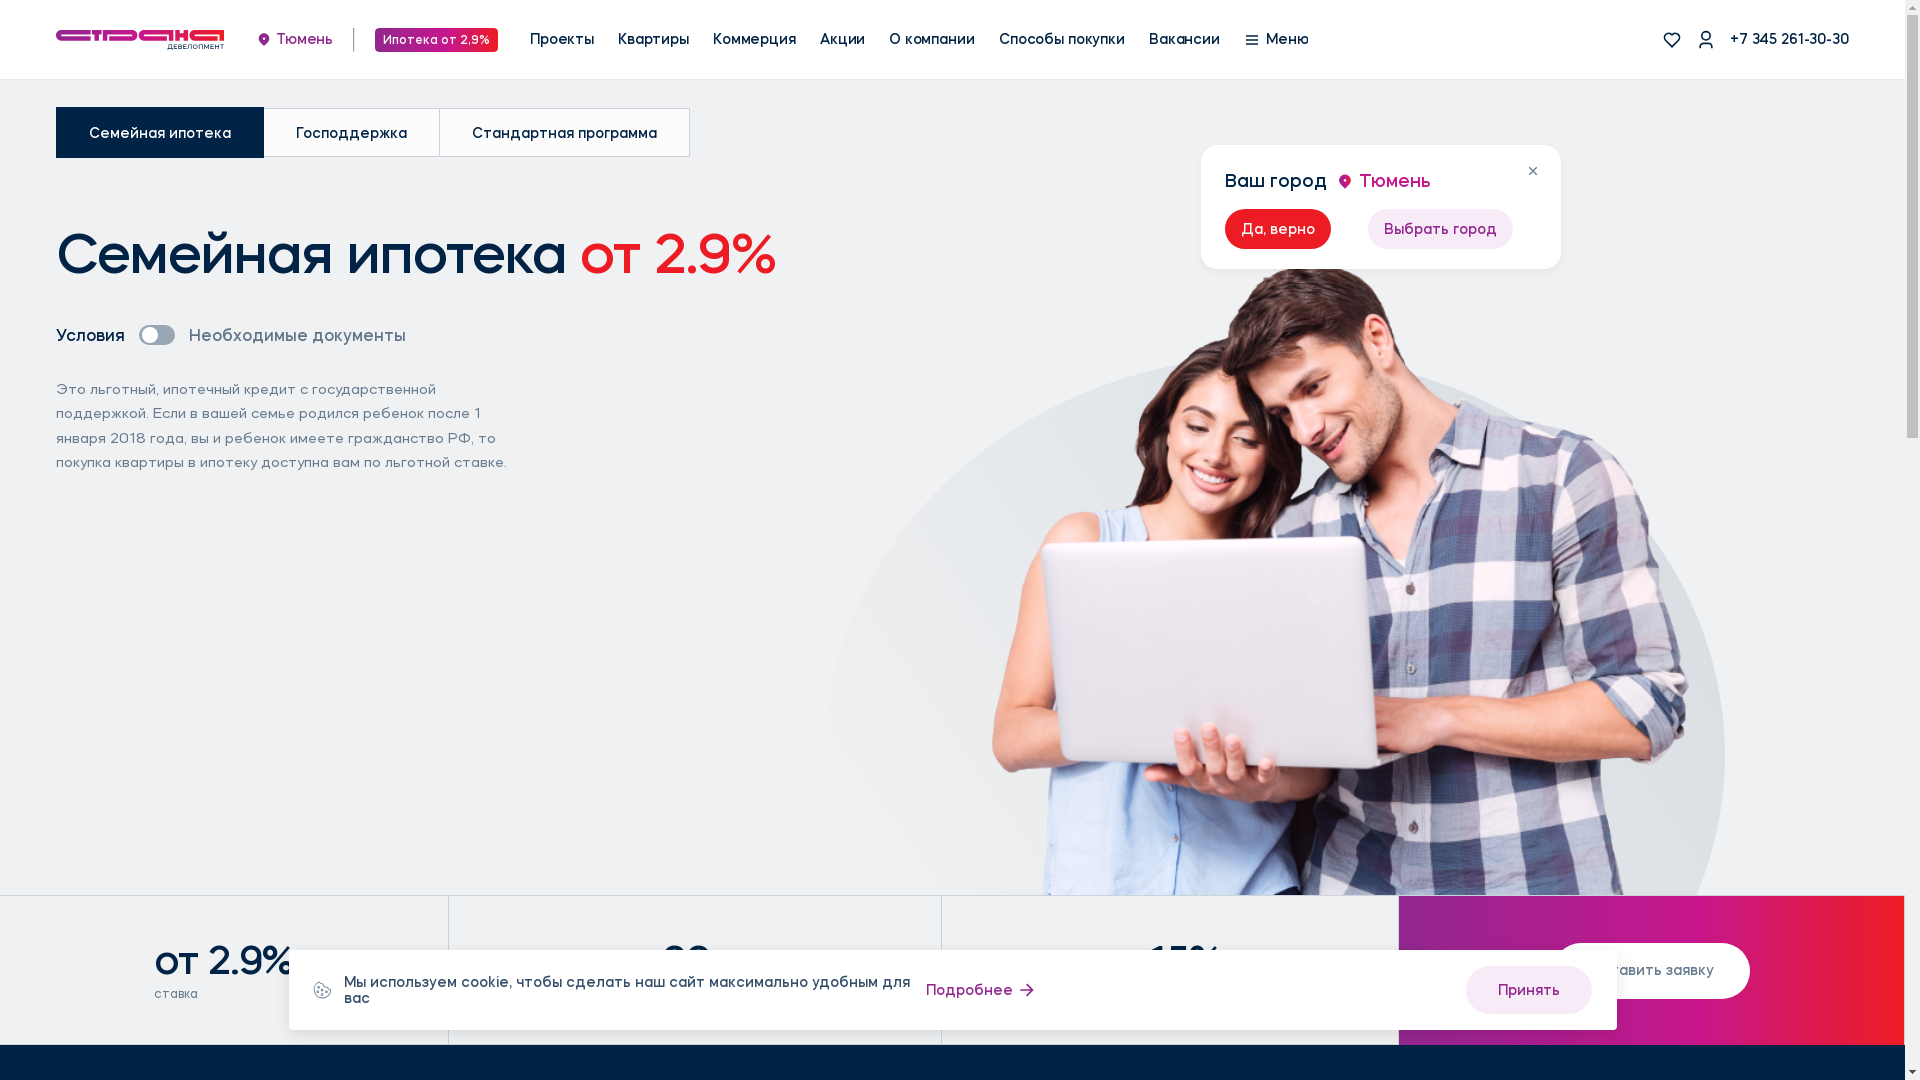 СТРАНА
ДЕВЕЛОПМЕНТ
Тюмень
Ипотека от 2,9%
Проекты
Квартиры
Коммерция
Акции
О компании
Способы покупки
Вакансии
Меню
+7 345 261-30-30
Семейная ипотека
Господдержка
Стандартная программа
Ваш город
Тюмень
Да, верно
Выбрать город
Семейная ипотека от 2.9%
Условия
Необходимые документы
Это льготный, ипотечный кредит с государственной
поддержкой. Если в вашей семье родился ребенок после 1
января 2018 года, вы и ребенок имеете гражданство РФ, то
покупка квартиры в ипотеку доступна вам по льготной ставке.
от 2.9%
ставка
заявку
Мы используем cookie, чтобы сделать наш сайт максимально удобным для
вас
Подробнее
Принять